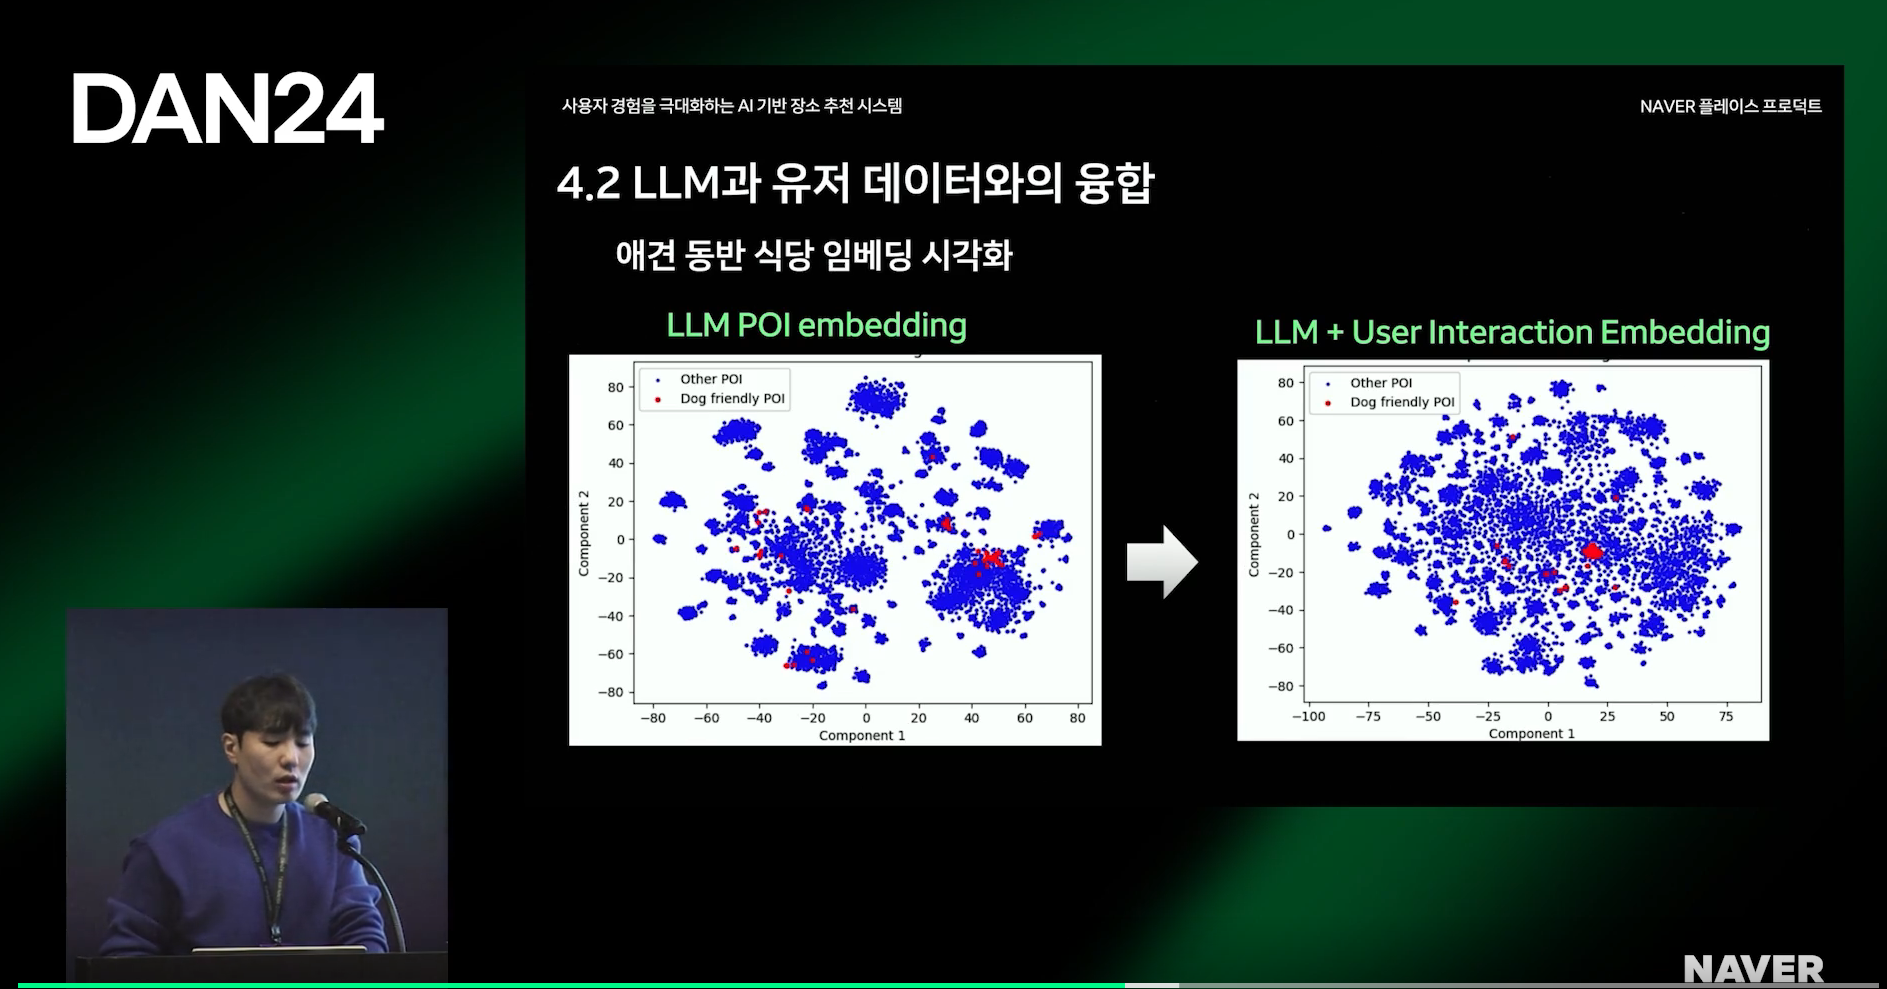 DAN24
사용자 경험을 극대화하는 AI 기반 장소 추천 시스템
NAVER 플레이스 프로덕트
4.2 LLM과 유저 데이터와의 융합
애견 동반 식당 임베딩 시각화
LLM POI embedding
Other POI
Dog friendly POI
80
60
40
20
0
−20
−40
−60
−80
Component 2
−80 −60 −40 −20 0 20 40 60 80
Component 1
LLM + User Interaction Embedding
Other POI
Dog friendly POI
80
60
40
20
0
−20
−40
−60
−80
Component 2
−100 −75 −50 −25 0 25 50 75
Component 1
NAVER